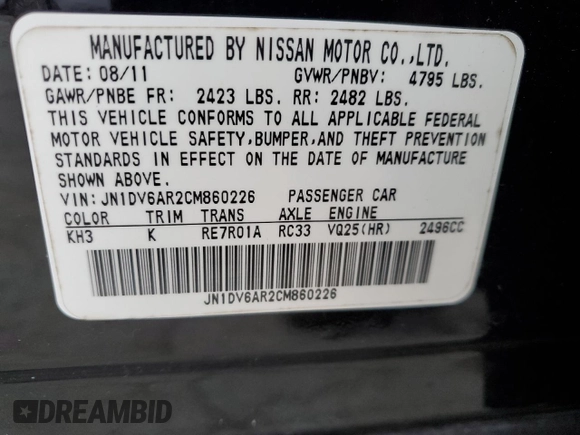 MANUFACTURED BY NISSAN MOTOR CO.,LTD.
DATE: 08/11 GVWR/PNBV: 4795 LBS.
GAWR/PNBE FR: 2423 LBS. RR: 2482 LBS.
THIS VEHICLE CONFORMS TO ALL APPLICABLE FEDERAL
MOTOR VEHICLE SAFETY,BUMPER,AND THEFT PREVENTION
STANDARDS IN EFFECT ON THE DATE OF MANUFACTURE
SHOWN ABOVE.
VIN:JN1DV6AR2CM860226 PASSENGER CAR
COLOR TRIM TRANS AXLE ENGINE
KH3 K RE7R01A RC33 VQ25(HR) 2496CC
JN1DV6AR2CM860226
DREAMBID